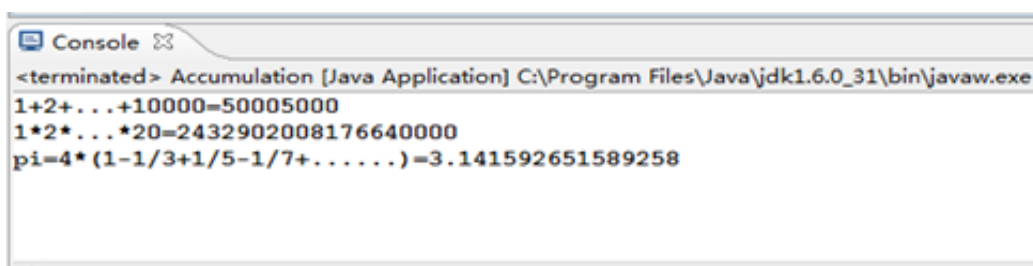 Console
<terminated> Accumulation [Java Application] C:\Program Files\Java\jdk1.6.0_31\bin\javaw.exe
1+2+...+10000=50005000
1*2*...*20=2432902008176640000
pi=4*(1-1/3+1/5-1/7+......)=3.141592651589258